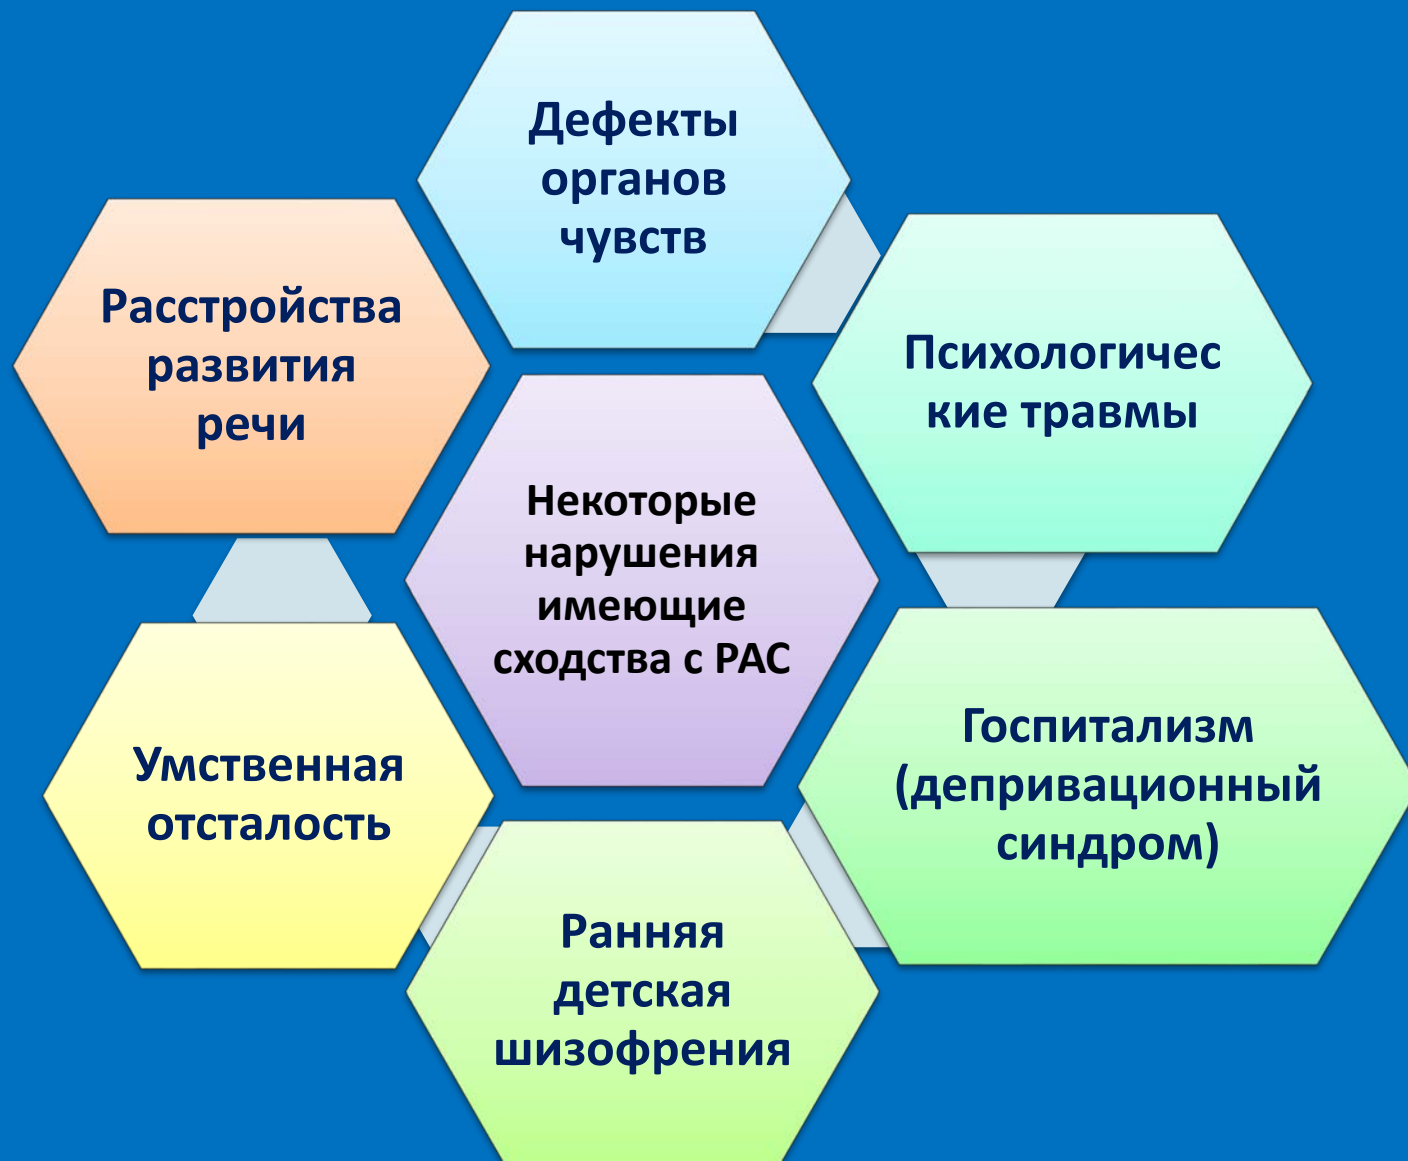 Дефекты
органов
чувств
Расстройства
развития
речи
Психологичес
кие травмы
Некоторые
нарушения
имеющие
сходства с РАС
Умственная
отсталость
Госпитализм
(депривационный
синдром)
Ранняя
детская
шизофрения